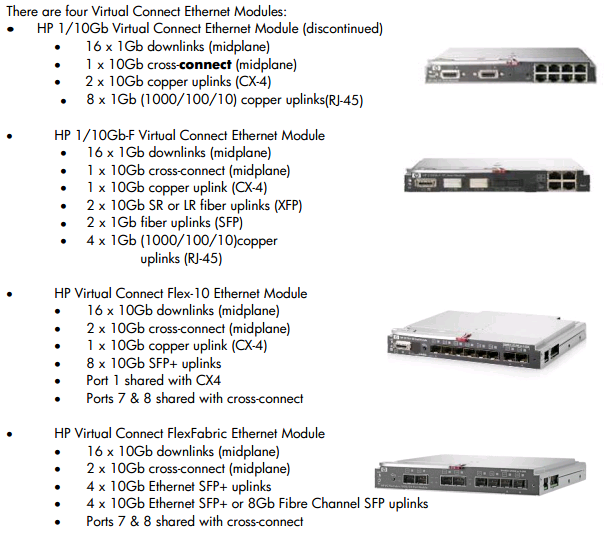 There are four Virtual Connect Ethernet Modules:
• HP 1/10Gb Virtual Connect Ethernet Module (discontinued)
• 16 x 1Gb downlinks (midplane)
• 1 x 10Gb cross-connect (midplane)
• 2 x 10Gb copper uplinks (CX-4)
• 8 x 1Gb (1000/100/10) copper uplinks(RJ-45)
• HP 1/10Gb-F Virtual Connect Ethernet Module
• 16 x 1Gb downlinks (midplane)
• 1 x 10Gb cross-connect (midplane)
• 1 x 10Gb copper uplink (CX-4)
• 2 x 10Gb SR or LR fiber uplinks (XFP)
• 2 x 1Gb fiber uplinks (SFP)
• 4 x 1Gb (1000/100/10)copper
uplinks (RJ-45)
• HP Virtual Connect Flex-10 Ethernet Module
• 16 x 10Gb downlinks (midplane)
• 2 x 10Gb cross-connect (midplane)
• 1 x 10Gb copper uplink (CX-4)
• 8 x 10Gb SFP+ uplinks
• Port 1 shared with CX4
• Ports 7 & 8 shared with cross-connect
• HP Virtual Connect FlexFabric Ethernet Module
• 16 x 10Gb downlinks (midplane)
• 2 x 10Gb cross-connect (midplane)
• 4 x 10Gb Ethernet SFP+ uplinks
• 4 x 10Gb Ethernet SFP+ or 8Gb Fibre Channel SFP uplinks
• Ports 7 & 8 shared with cross-connect